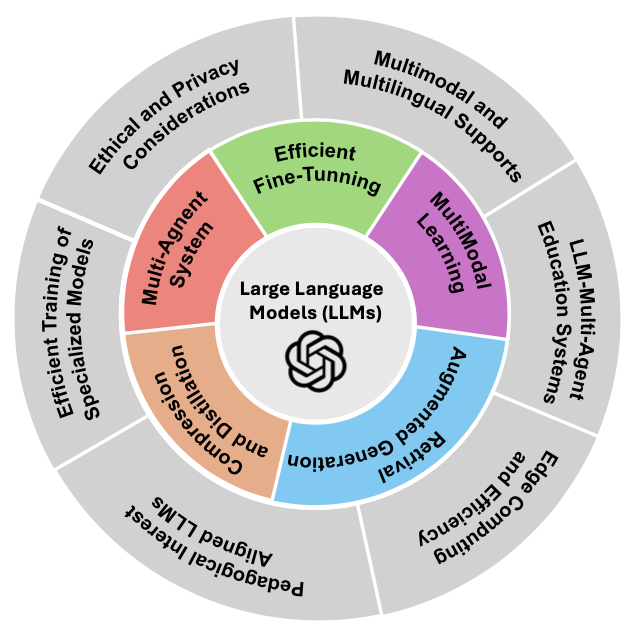 Ethical and Privacy
Considerations
Multimodal and
Multilingual Supports
LLM-Multi-Agent
Education Systems
Edge Computing
and Efficiency
Pedagogical Interest
Aligned LLMs
Efficient Training of
Specialized Models
Efficient
Fine-Tunning
MultiModal
Learning
Retrival
Augmented Generation
Compression
and Distillation
Multi-Agnent
System
Large Language
Models (LLMs)